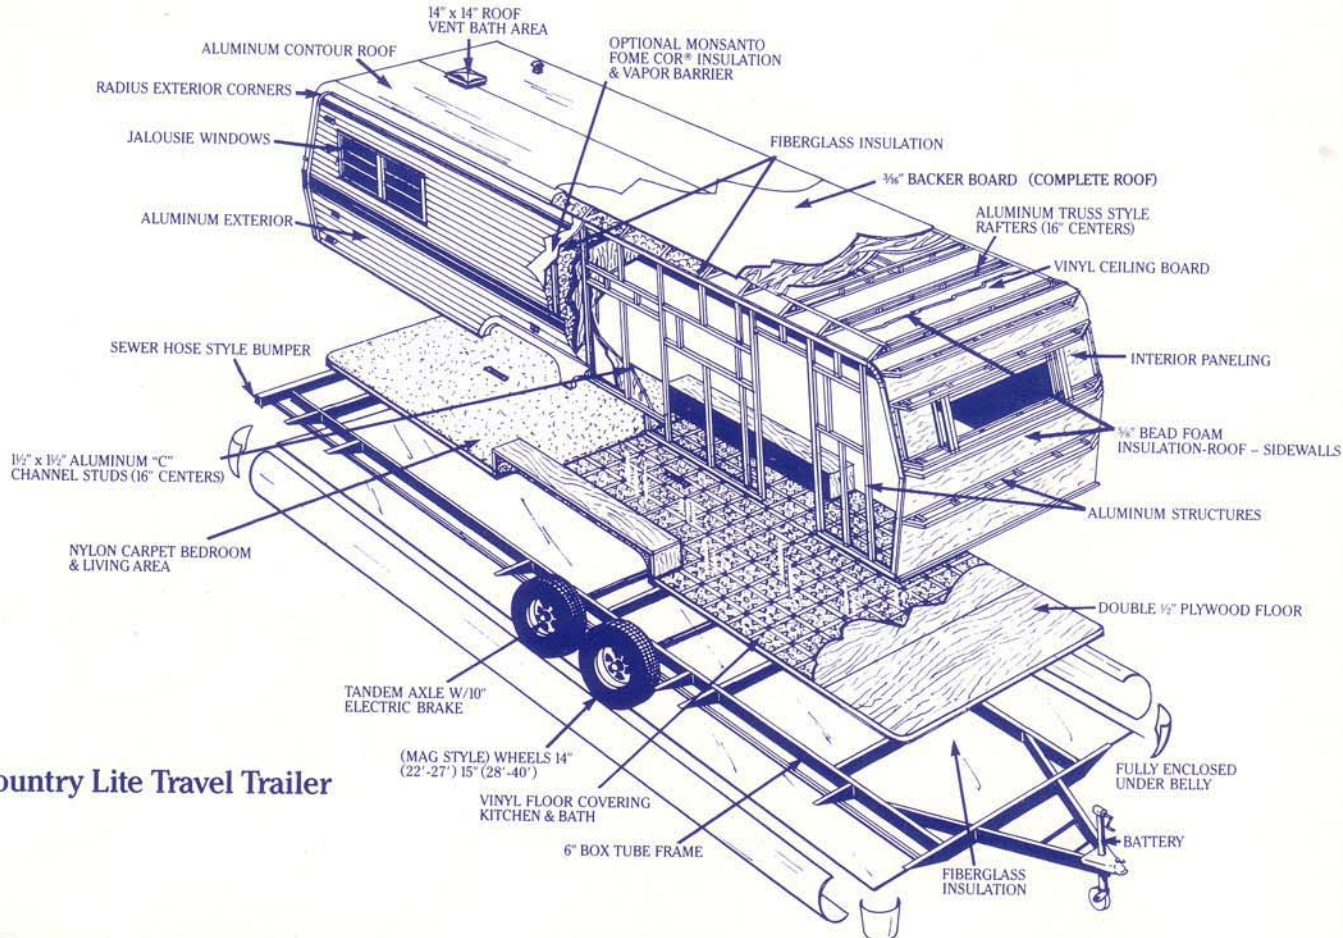 14" x 14" ROOF
VENT BATH AREA
ALUMINUM CONTOUR ROOF
OPTIONAL MONSANTO
FOME COR® INSULATION
& VAPOR BARRIER
RADIUS EXTERIOR CORNERS
JALOUSIE WINDOWS
FIBERGLASS INSULATION
3/16" BACKER BOARD (COMPLETE ROOF)
ALUMINUM EXTERIOR
ALUMINUM TRUSS STYLE
RAFTERS (16" CENTERS)
VINYL CEILING BOARD
SEWER HOSE STYLE BUMPER
INTERIOR PANELING
5/8" BEAD FOAM
INSULATION-ROOF – SIDEWALLS
1½" x 1½" ALUMINUM "C"
CHANNEL STUDS (16" CENTERS)
ALUMINUM STRUCTURES
NYLON CARPET BEDROOM
& LIVING AREA
DOUBLE ½" PLYWOOD FLOOR
TANDEM AXLE W/10"
ELECTRIC BRAKE
(MAG STYLE) WHEELS 14"
(22'-27') 15" (28'-40')
ountry Lite Travel Trailer
VINYL FLOOR COVERING
KITCHEN & BATH
FULLY ENCLOSED
UNDER BELLY
6" BOX TUBE FRAME
BATTERY
FIBERGLASS
INSULATION